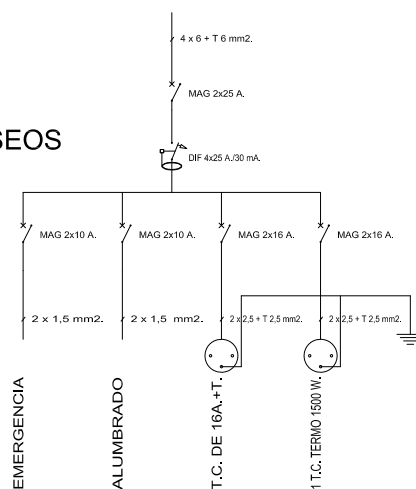 4 x 6 + T 6 mm2.
MAG 2x25 A.
SEOS
DIF 4x25 A./30 mA.
MAG 2x10 A.
MAG 2x10 A.
MAG 2x16 A.
MAG 2x16 A.
2 x 1,5 mm2.
2 x 1,5 mm2.
2 x 2,5 + T 2,5 mm2.
2 x 2,5 + T 2,5 mm2.
EMERGENCIA
ALUMBRADO
T.C. DE 16A.+T.
1 T.C. TERMO 1500 W.